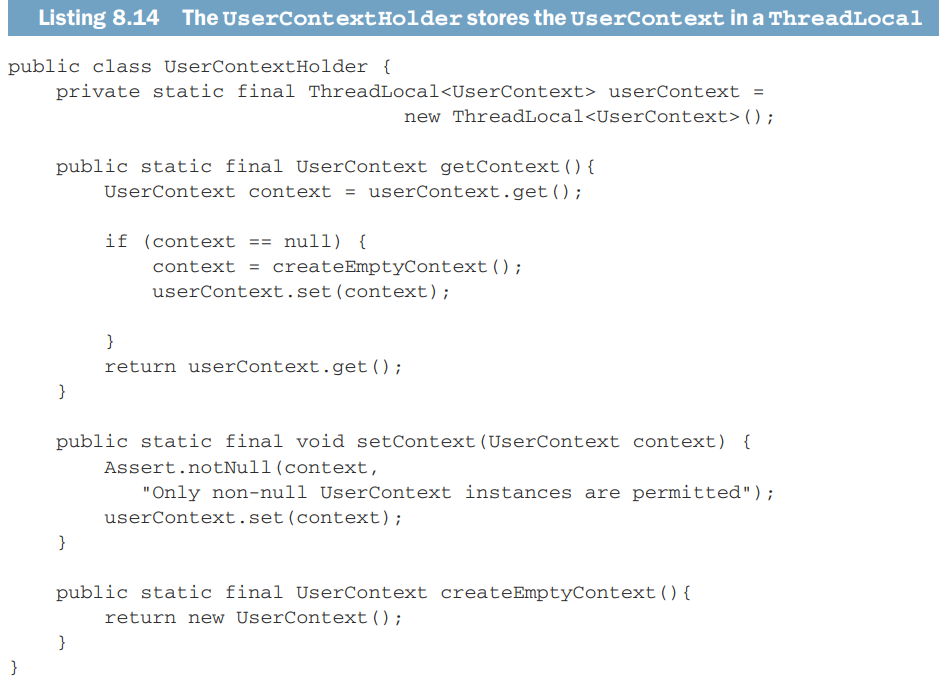 Listing 8.14 The UserContextHolder stores the UserContext in a ThreadLocal
public class UserContextHolder {
    private static final ThreadLocal<UserContext> userContext =
                                 new ThreadLocal<UserContext>();
    public static final UserContext getContext(){
        UserContext context = userContext.get();
        if (context == null) {
            context = createEmptyContext();
            userContext.set(context);
        }
        return userContext.get();
    }
    public static final void setContext(UserContext context) {
        Assert.notNull(context,
           "Only non-null UserContext instances are permitted");
        userContext.set(context);
    }
    public static final UserContext createEmptyContext(){
        return new UserContext();
    }
}